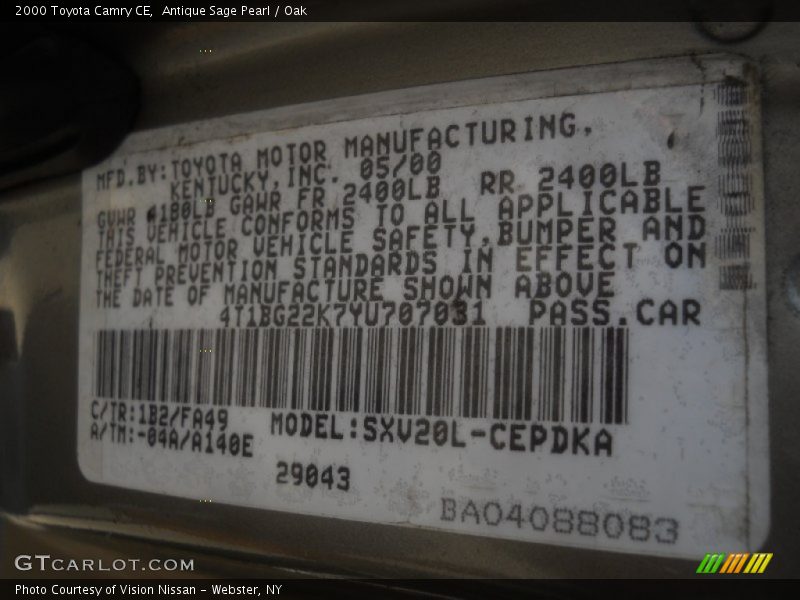 2000 Toyota Camry CE, Antique Sage Pearl / Oak
MFD.BY:TOYOTA MOTOR MANUFACTURING,
KENTUCKY,INC. 05/00
GVWR 4180LB GAWR FR 2400LB RR 2400LB
THIS VEHICLE CONFORMS TO ALL APPLICABLE
FEDERAL MOTOR VEHICLE SAFETY,BUMPER AND
THEFT PREVENTION STANDARDS IN EFFECT ON
THE DATE OF MANUFACTURE SHOWN ABOVE
4T1BG22K7YU707031 PASS.CAR
C/TR:1B2/FA49 MODEL:SXV20L-CEPDKA
A/TM:-04A/A140E
29043
BA04088083
GTCARLOT.COM
Photo Courtesy of Vision Nissan - Webster, NY